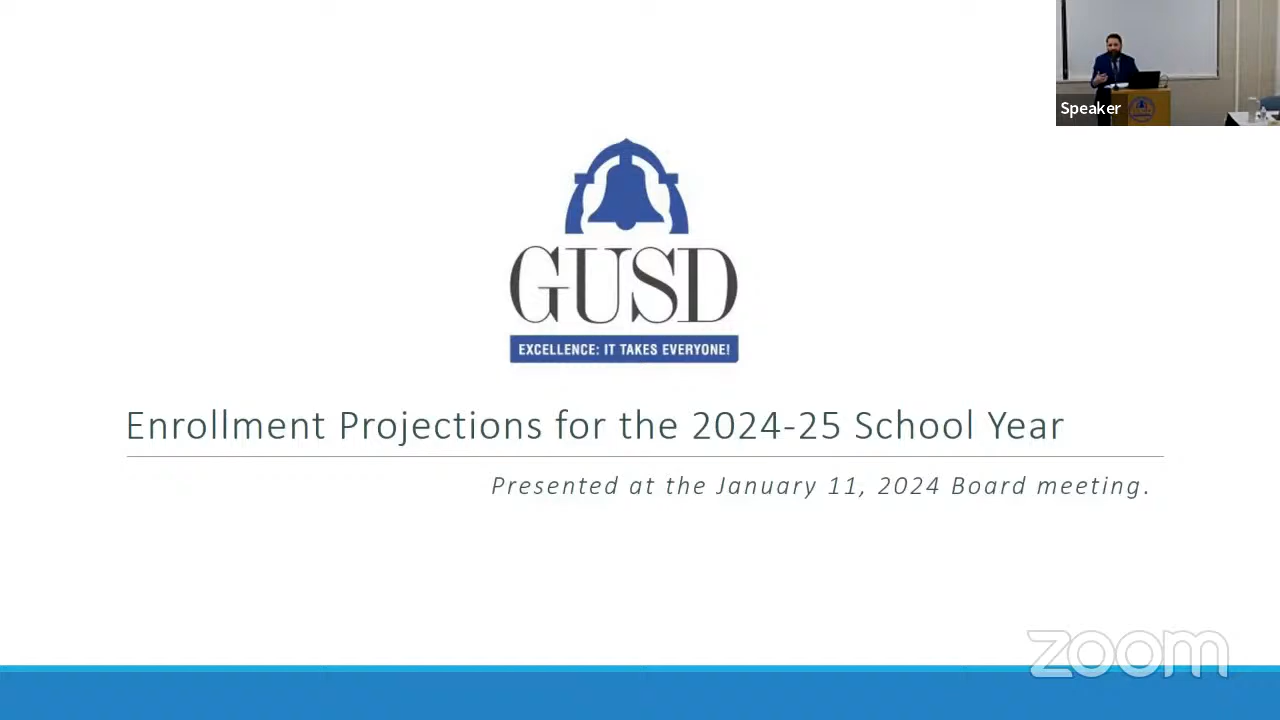 Speaker
GUSD
EXCELLENCE: IT TAKES EVERYONE!
Enrollment Projections for the 2024-25 School Year
Presented at the January 11, 2024 Board meeting.
zoom